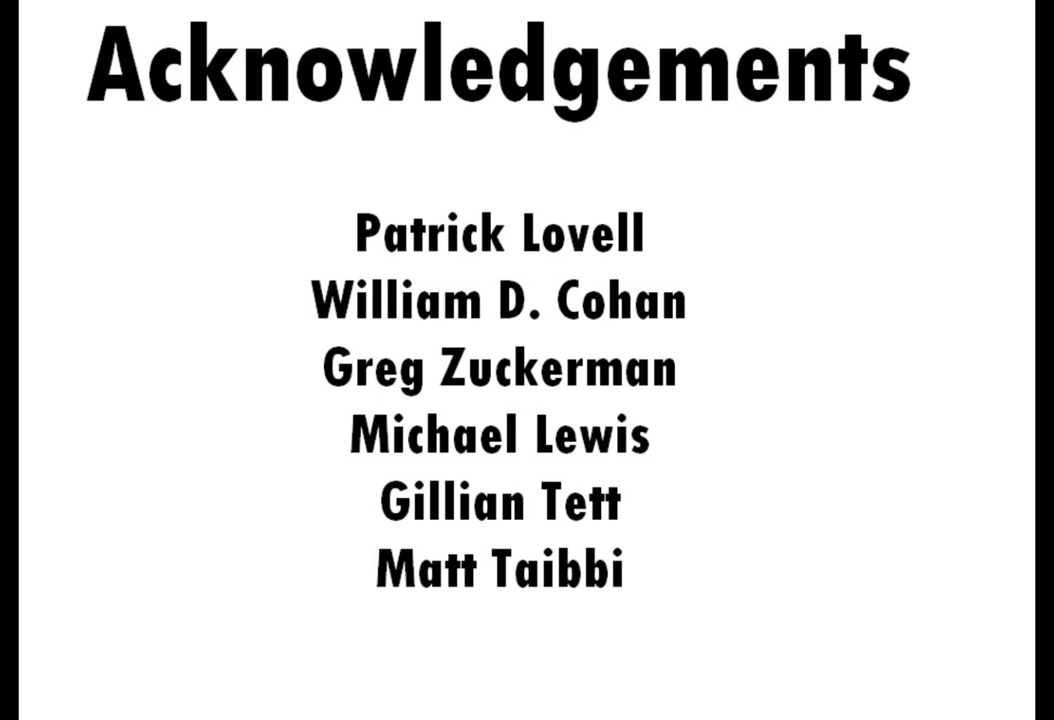 Acknowledgements
Patrick Lovell
William D. Cohan
Greg Zuckerman
Michael Lewis
Gillian Tett
Matt Taibbi